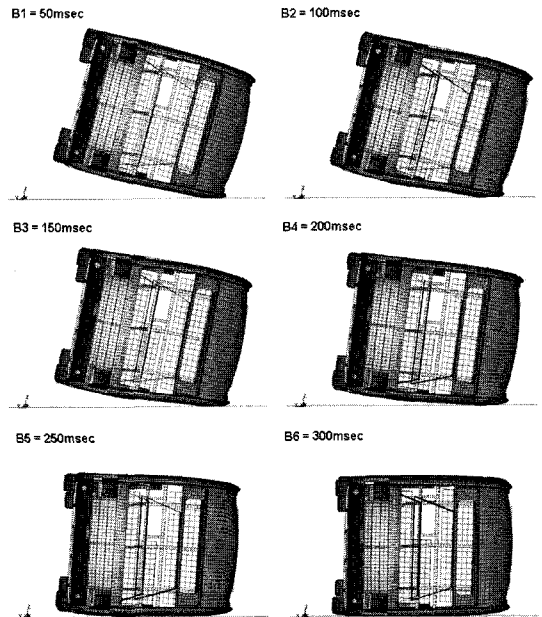 B1 = 50msec
B2 = 100msec
B3 = 150msec
B4 = 200msec
B5 = 250msec
B6 = 300msec